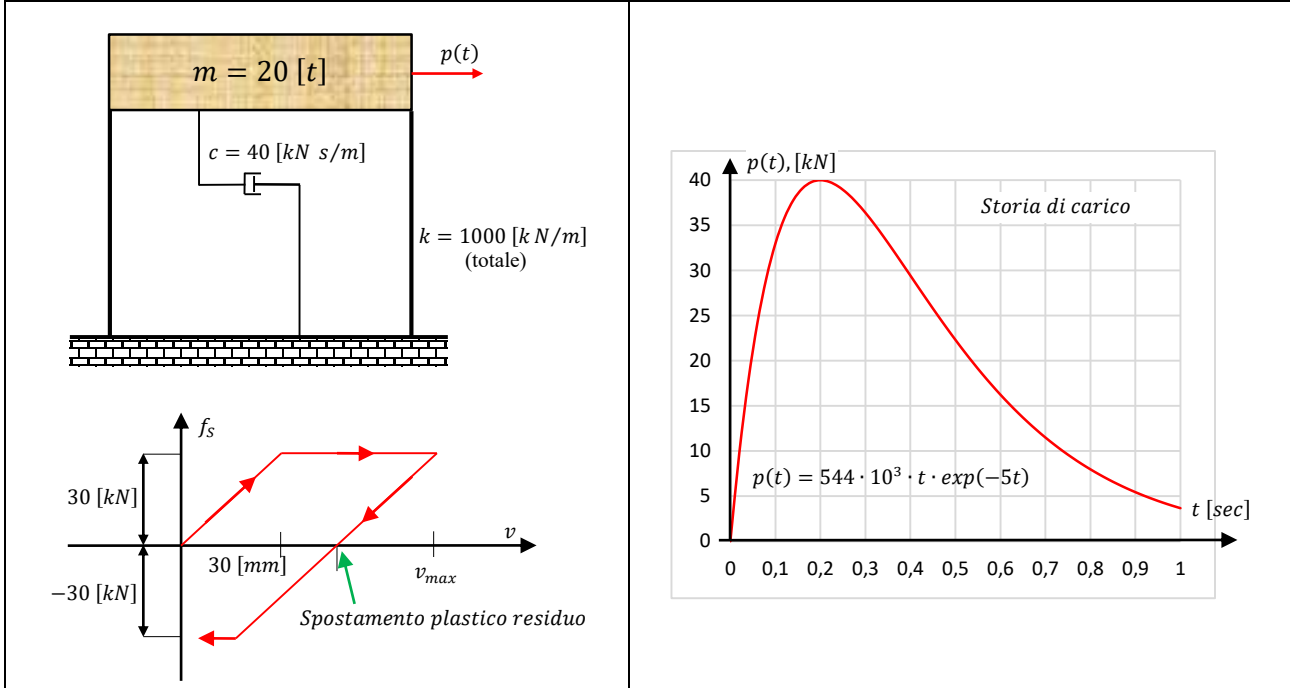 p(t)
m = 20 [t]
c = 40 [kN s/m]
k = 1000 [k N/m]
(totale)
f_S
30 [kN]
30 [mm]
v
v_max
−30 [kN]
Spostamento plastico residuo
p(t), [kN]
Storia di carico
40
35
30
25
20
15
10
5
0
p(t) = 544 · 10³ · t · exp(−5t)
t [sec]
0 0,1 0,2 0,3 0,4 0,5 0,6 0,7 0,8 0,9 1